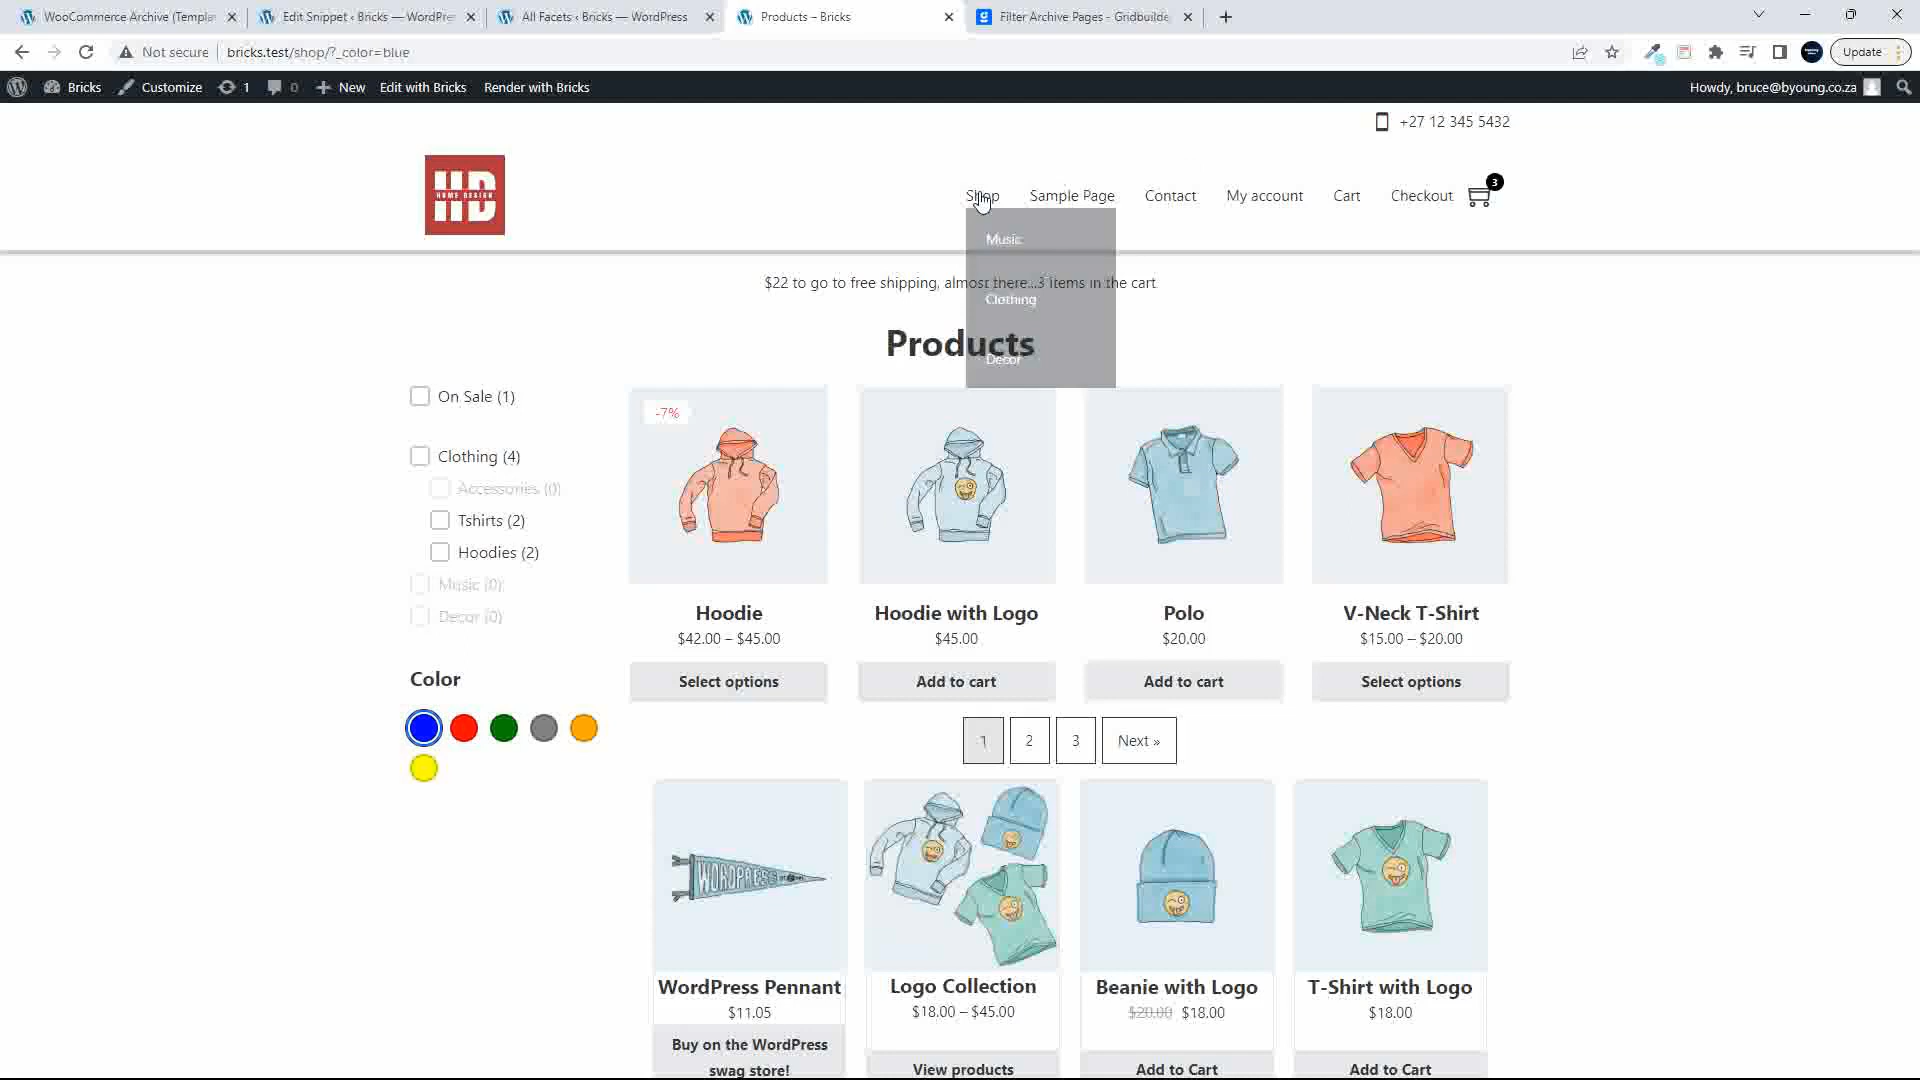 WooCommerce Archive (Templa
Edit Snippet ‹ Bricks — WordPre
All Facets ‹ Bricks — WordPress
Products – Bricks
Filter Archive Pages - Gridbuilde
Not secure
bricks.test/shop/?_color=blue
Update
Bricks
Customize
1
0
New
Edit with Bricks
Render with Bricks
Howdy, bruce@byoung.co.za
+27 12 345 5432
HD
HOME DESIGN
Shop
Sample Page
Contact
My account
Cart
Checkout
3
Music
$22 to go to free shipping, almost there...3 items in the cart
Clothing
Products
Decor
On Sale (1)
Clothing (4)
Accessories (0)
Tshirts (2)
Hoodies (2)
Music (0)
Decor (0)
Color
-7%
Hoodie
$42.00 – $45.00
Select options
Hoodie with Logo
$45.00
Add to cart
Polo
$20.00
Add to cart
V-Neck T-Shirt
$15.00 – $20.00
Select options
1
2
3
Next »
WORDPRESS
WordPress Pennant
$11.05
Buy on the WordPress
swag store!
Logo Collection
$18.00 – $45.00
View products
Beanie with Logo
$20.00 $18.00
Add to Cart
T-Shirt with Logo
$18.00
Add to Cart